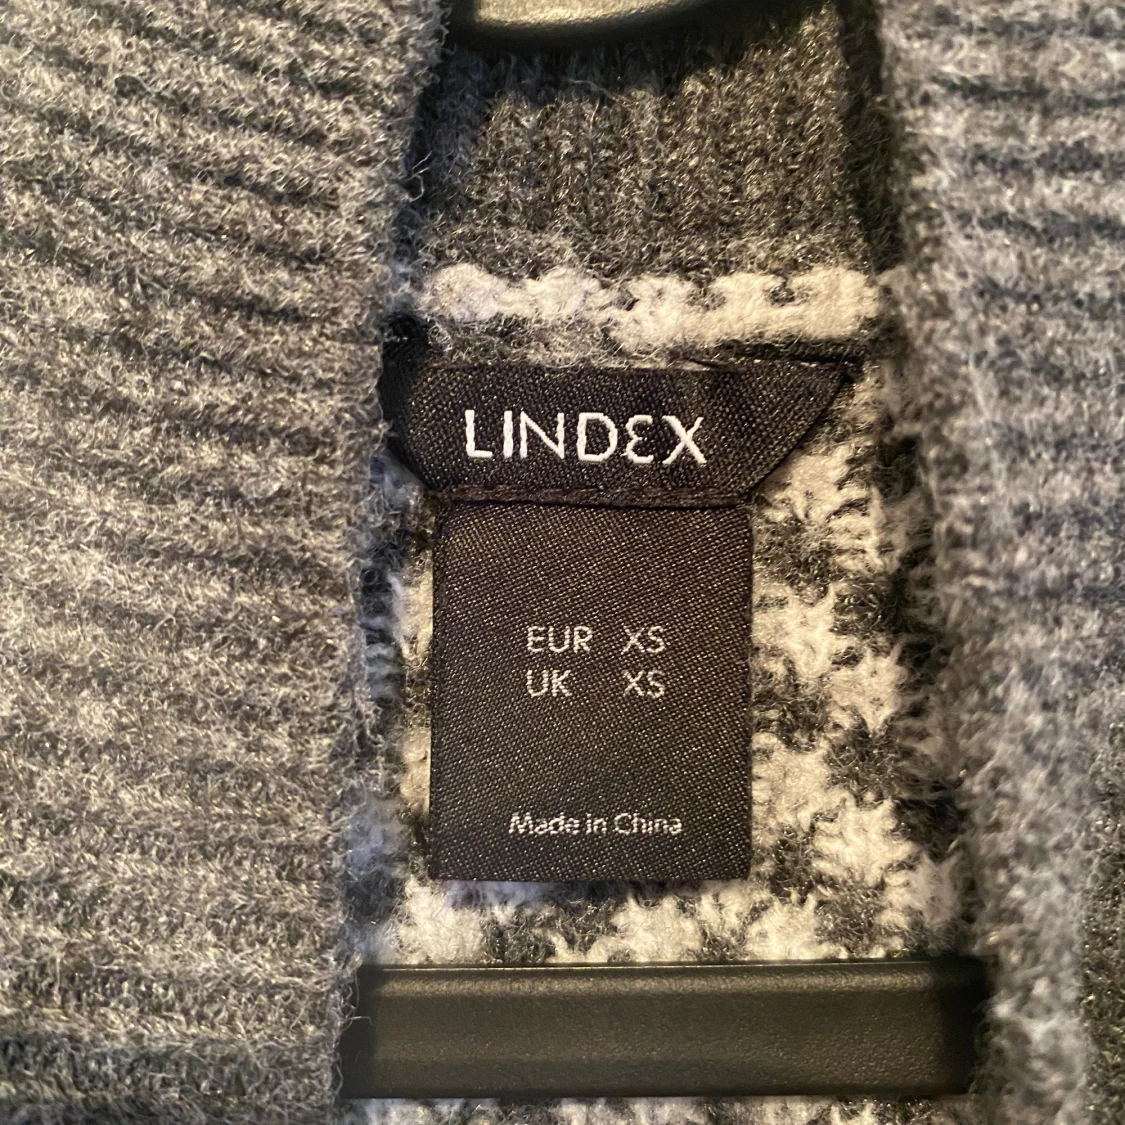 LINDEX
EUR XS
UK XS
Made in China